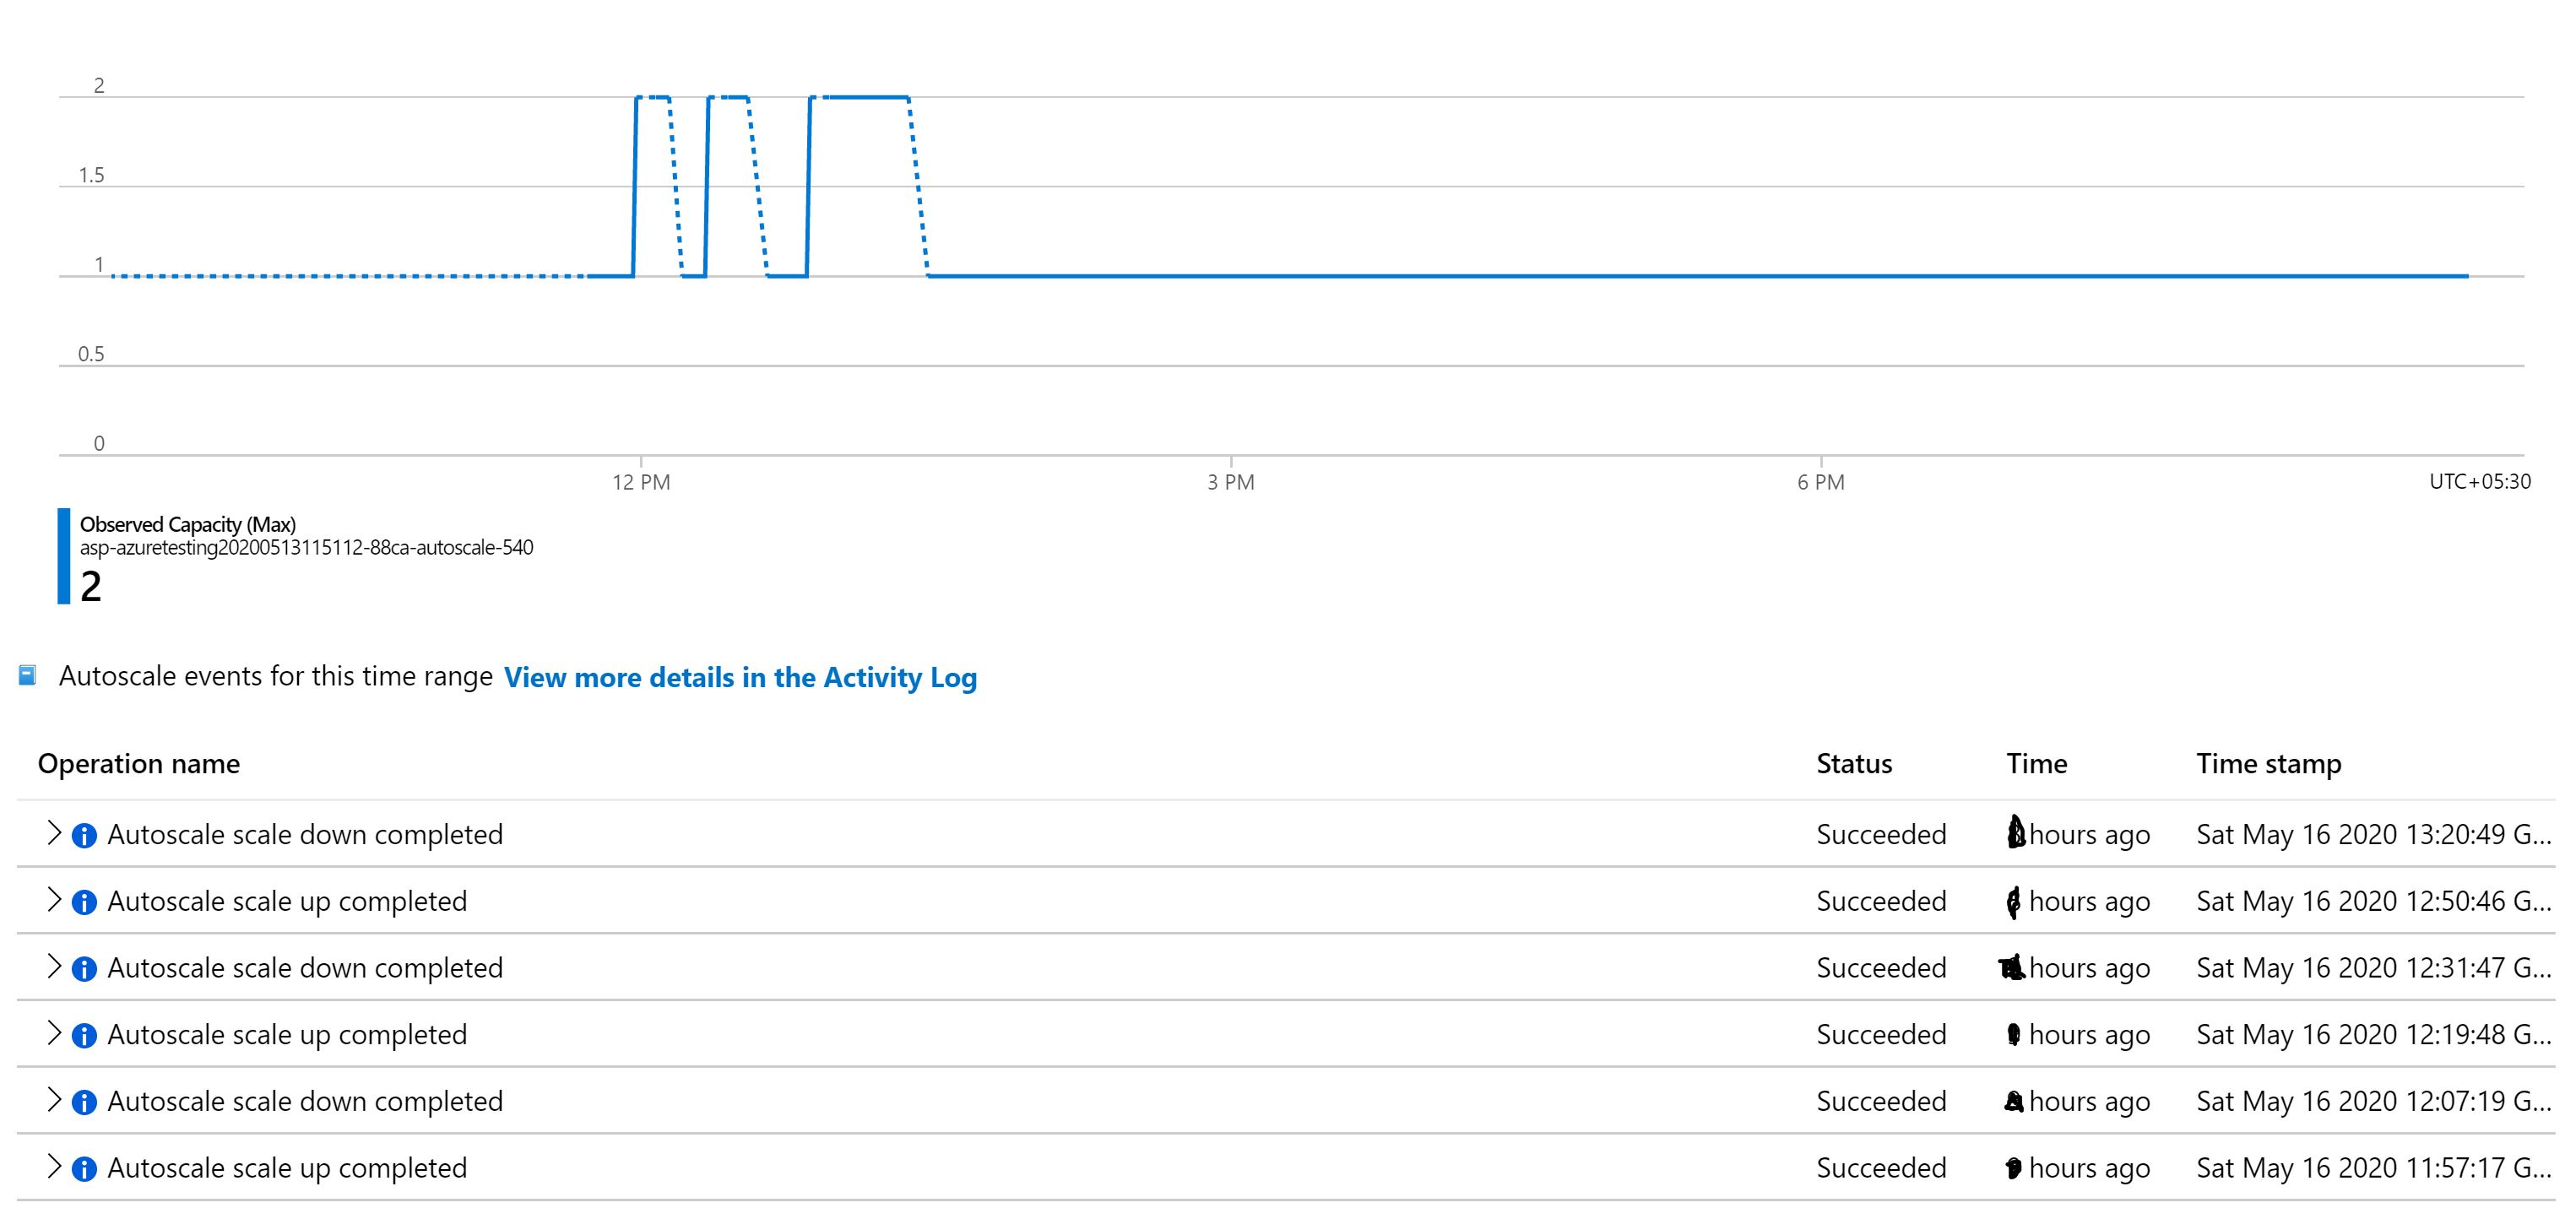 2
1.5
1
0.5
0
12 PM 3 PM 6 PM UTC+05:30
Observed Capacity (Max)
asp-azuretesting20200513115112-88ca-autoscale-540
2
Autoscale events for this time range View more details in the Activity Log
Operation name Status Time Time stamp
Autoscale scale down completed Succeeded hours ago Sat May 16 2020 13:20:49 G...
Autoscale scale up completed Succeeded hours ago Sat May 16 2020 12:50:46 G...
Autoscale scale down completed Succeeded hours ago Sat May 16 2020 12:31:47 G...
Autoscale scale up completed Succeeded hours ago Sat May 16 2020 12:19:48 G...
Autoscale scale down completed Succeeded hours ago Sat May 16 2020 12:07:19 G...
Autoscale scale up completed Succeeded hours ago Sat May 16 2020 11:57:17 G...